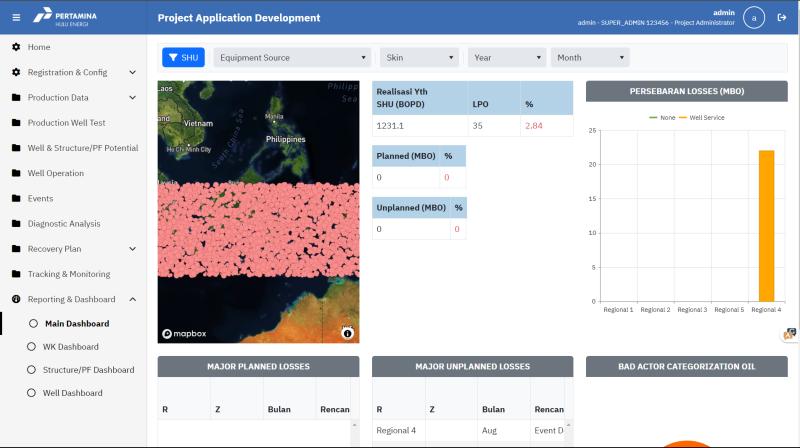 PERTAMINA
HULU ENERGI
Project Application Development
admin
admin - SUPER_ADMIN 123456 - Project Administrator
a
Home
Registration & Config
Production Data
Production Well Test
Well & Structure/PF Potential
Well Operation
Events
Diagnostic Analysis
Recovery Plan
Tracking & Monitoring
Reporting & Dashboard
Main Dashboard
WK Dashboard
Structure/PF Dashboard
Well Dashboard
SHU
Equipment Source
Skin
Year
Month
Laos
Vietnam
Ho Chi Minh City
South China Sea
Manila
Philippines
Philipp
Sea
mapbox
Realisasi Yth
SHU (BOPD) LPO %
1231.1 35 2.84
Planned (MBO) %
0 0
Unplanned (MBO) %
0 0
PERSEBARAN LOSSES (MBO)
None Well Service
25
20
15
10
5
0
Regional 1 Regional 2 Regional 3 Regional 5 Regional 4
MAJOR PLANNED LOSSES
R Z Bulan Rencan
MAJOR UNPLANNED LOSSES
R Z Bulan Rencan
Regional 4 Aug Event D
BAD ACTOR CATEGORIZATION OIL